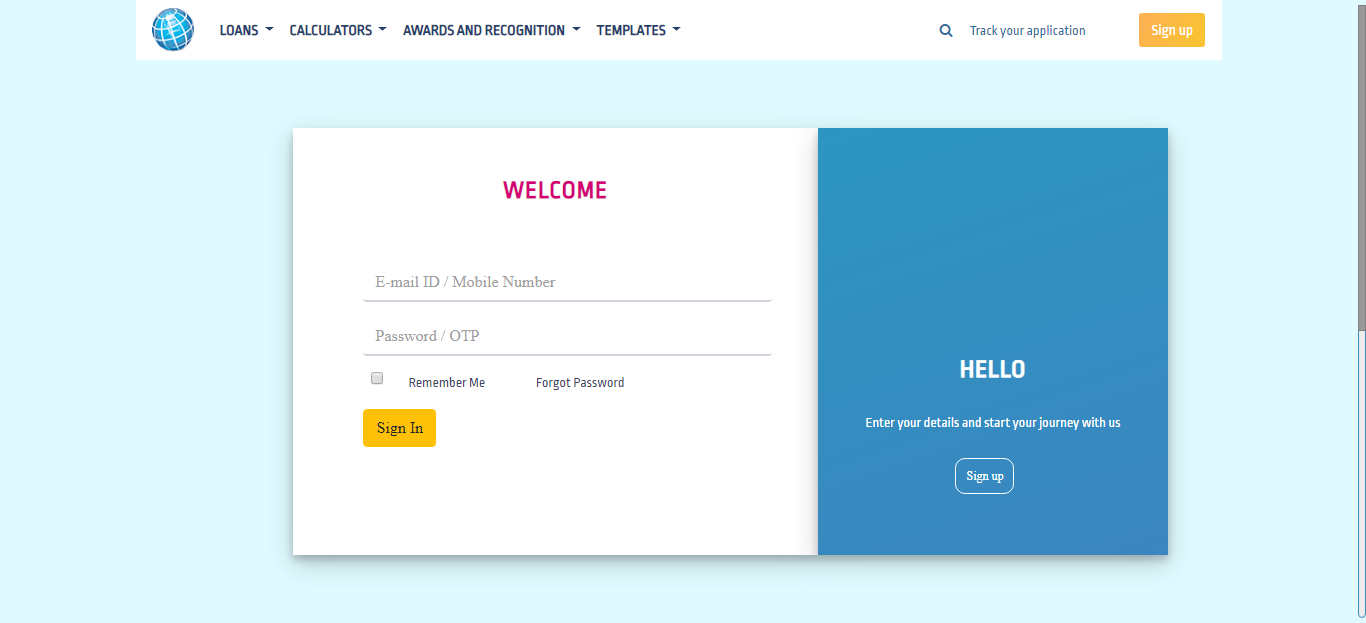 LOANS CALCULATORS AWARDS AND RECOGNITION TEMPLATES Track your application Sign up
WELCOME
E-mail ID / Mobile Number
Password / OTP
Remember Me Forgot Password
Sign In
HELLO
Enter your details and start your journey with us
Sign up